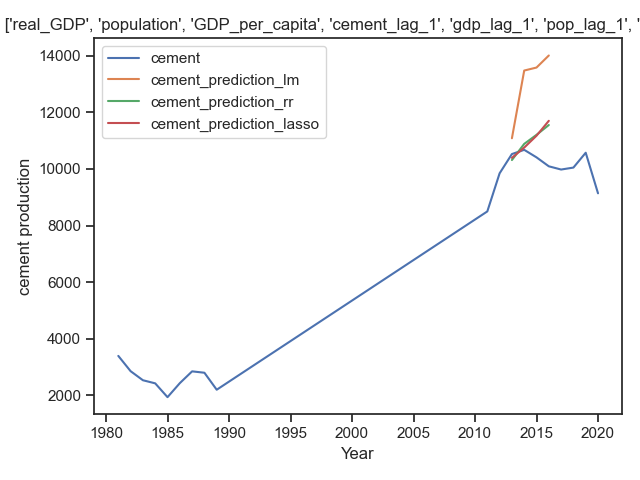 ['real_GDP', 'population', 'GDP_per_capita', 'cement_lag_1', 'gdp_lag_1', 'pop_lag_1', '
cement
cement_prediction_lm
cement_prediction_rr
cement_prediction_lasso
14000
12000
10000
8000
6000
4000
2000
cement production
1980
1985
1990
1995
2000
2005
2010
2015
2020
Year